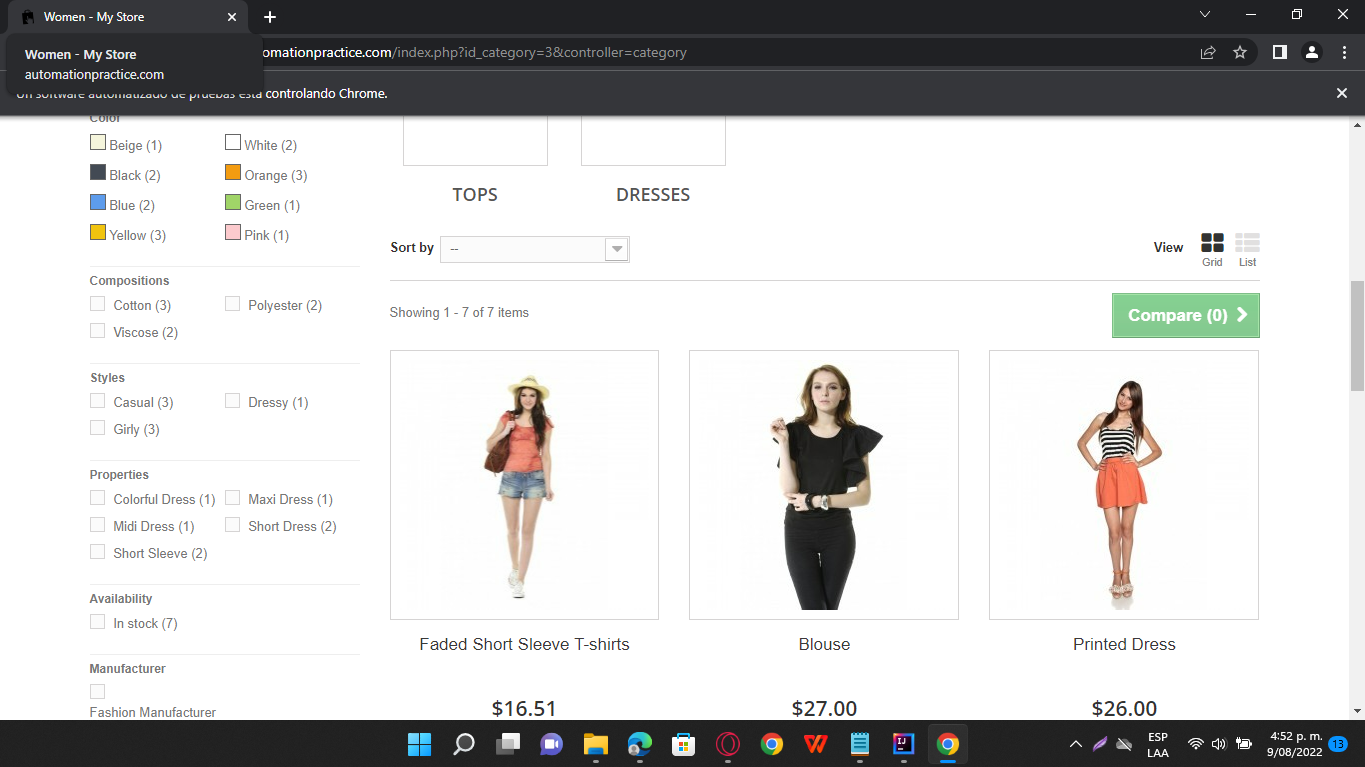 Women - My Store
Women - My Store
automationpractice.com
omationpractice.com/index.php?id_category=3&controller=category
Un software automatizado de pruebas está controlando Chrome.
Color
Beige (1)
White (2)
Black (2)
Orange (3)
Blue (2)
Green (1)
Yellow (3)
Pink (1)
Compositions
Cotton (3)
Polyester (2)
Viscose (2)
Styles
Casual (3)
Dressy (1)
Girly (3)
Properties
Colorful Dress (1)
Maxi Dress (1)
Midi Dress (1)
Short Dress (2)
Short Sleeve (2)
Availability
In stock (7)
Manufacturer
Fashion Manufacturer
TOPS
DRESSES
Sort by
--
View
Grid
List
Showing 1 - 7 of 7 items
Compare (0)
Faded Short Sleeve T-shirts
Blouse
Printed Dress
$16.51
$27.00
$26.00
ESP
LAA
4:52 p. m.
9/08/2022
13